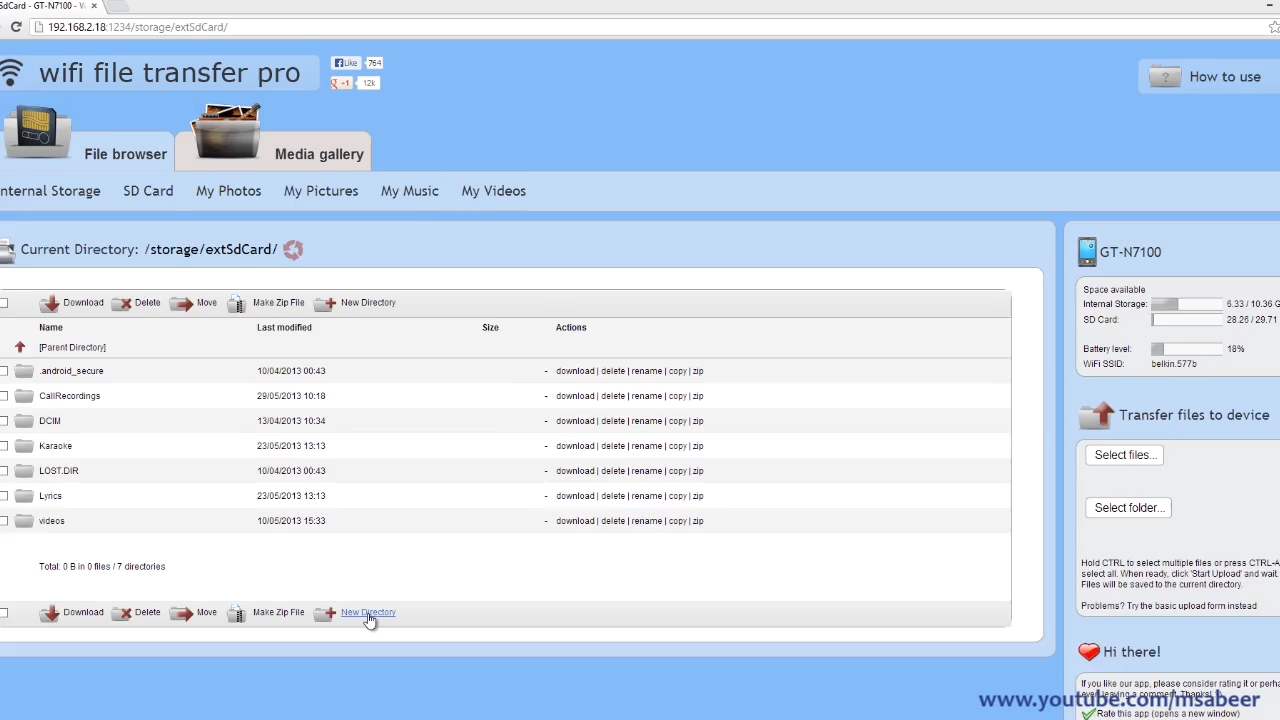 SdCard - GT-N7100 - W
192.168.2.18:1234/storage/extSdCard/
wifi file transfer pro
Like 764
+1 12k
How to use
File browser
Media gallery
nternal Storage SD Card My Photos My Pictures My Music My Videos
Current Directory: /storage/extSdCard/
Download Delete Move Make Zip File New Directory
Name Last modified Size Actions
[Parent Directory]
.android_secure 10/04/2013 00:43 - download | delete | rename | copy | zip
CallRecordings 29/05/2013 10:18 - download | delete | rename | copy | zip
DCIM 13/04/2013 10:34 - download | delete | rename | copy | zip
Karaoke 23/05/2013 13:13 - download | delete | rename | copy | zip
LOST.DIR 10/04/2013 00:43 - download | delete | rename | copy | zip
Lyrics 23/05/2013 13:13 - download | delete | rename | copy | zip
videos 10/05/2013 15:33 - download | delete | rename | copy | zip
Total: 0 B in 0 files / 7 directories
Download Delete Move Make Zip File New Directory
GT-N7100
Space available
Internal Storage: 6.33 / 10.36 G
SD Card: 28.26 / 29.71
Battery level: 18%
WiFi SSID: belkin.577b
Transfer files to device
Select files...
Select folder...
Hold CTRL to select multiple files or press CTRL-A
select all. When ready, click 'Start Upload' and wait.
Files will be saved to the current directory.
Problems? Try the basic upload form instead
Hi there!
If you like our app, please consider rating it or perha
even leaving a comment. Thanks! :)
Rate this app (opens a new window)
www.youtube.com/msabeer